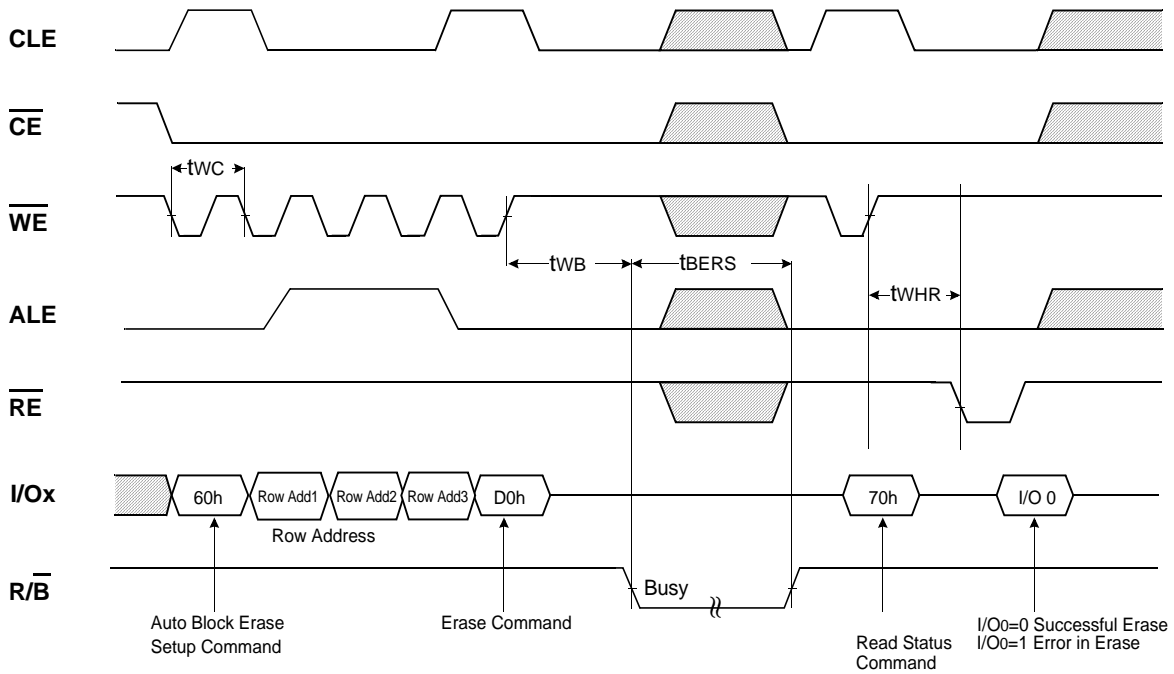 CLE
CE
tWC
WE
tWB
tBERS
tWHR
ALE
RE
I/Ox
60h
Row Add1
Row Add2
Row Add3
D0h
70h
I/O 0
Row Address
R/B
Busy
Auto Block Erase
Setup Command
Erase Command
Read Status
Command
I/O0=0 Successful Erase
I/O0=1 Error in Erase